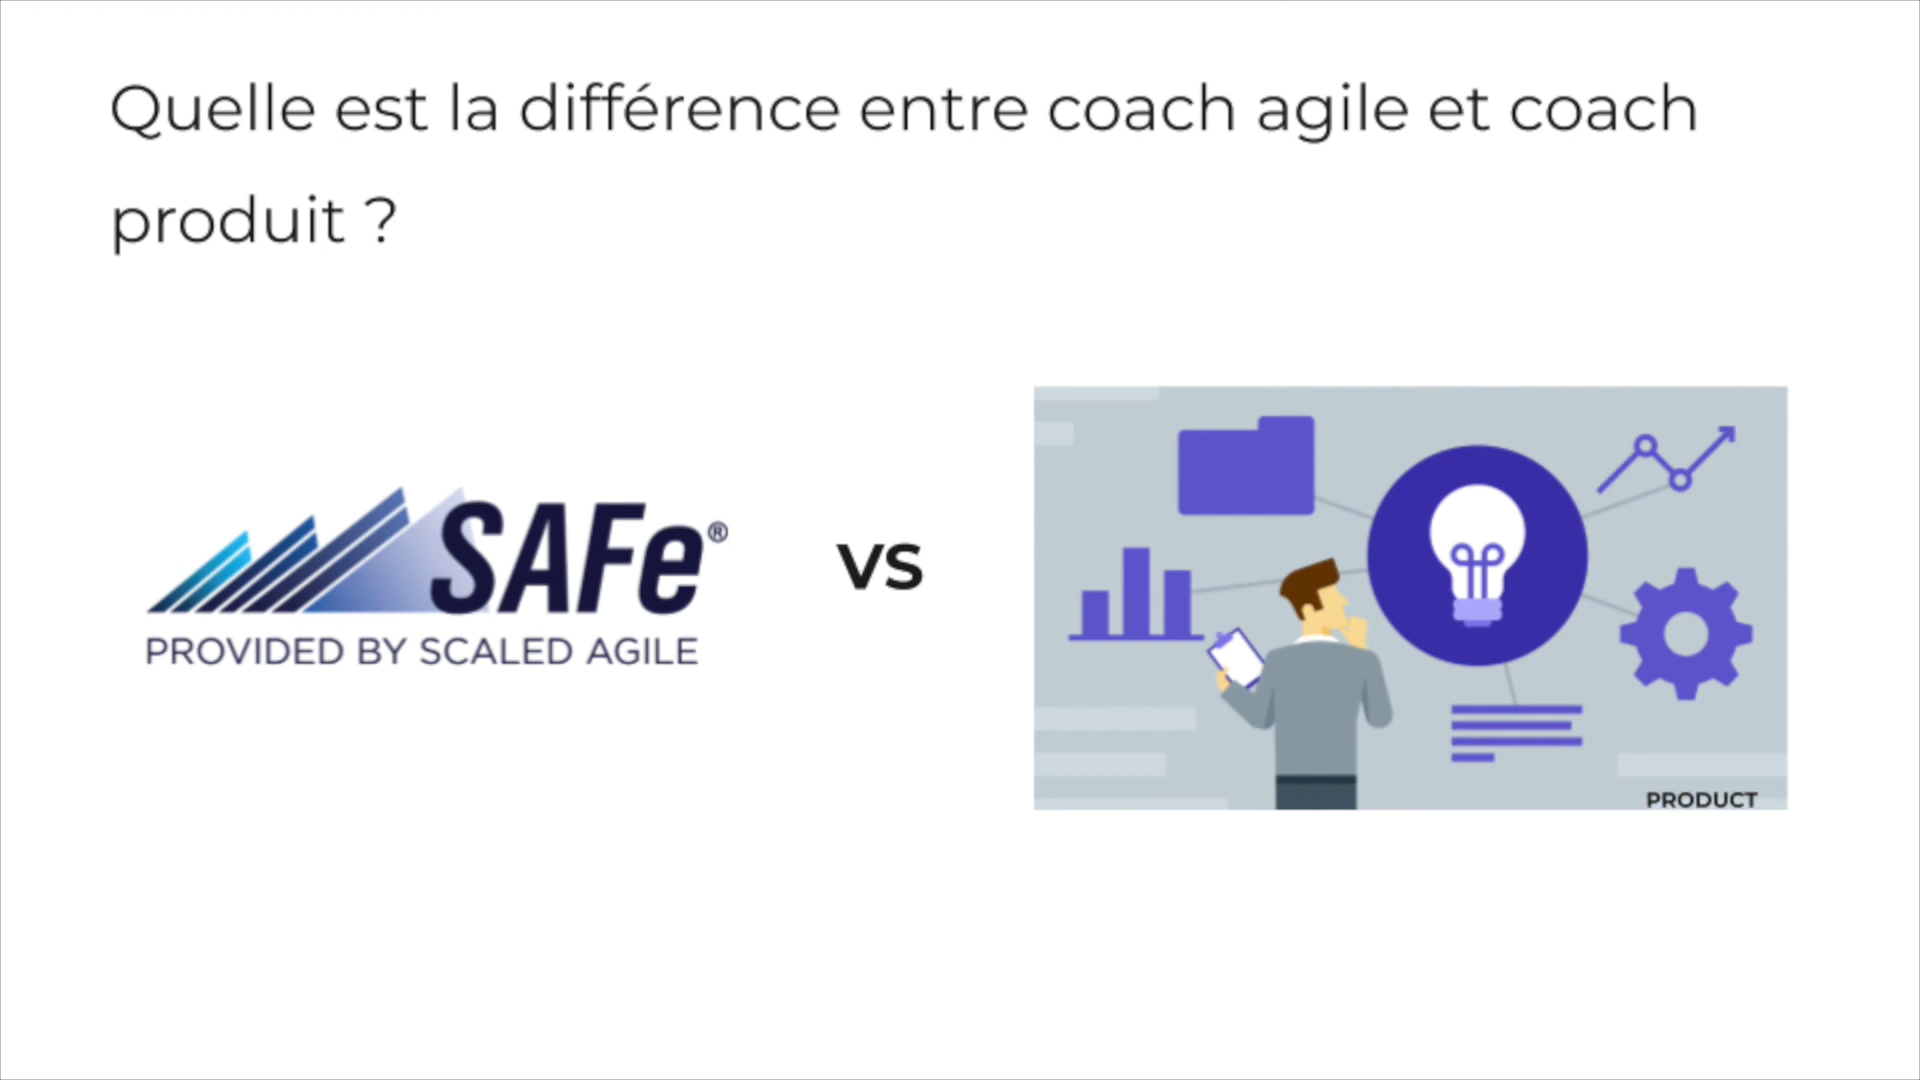 Quelle est la différence entre coach agile et coach
produit ?
SAFe®
PROVIDED BY SCALED AGILE
VS
PRODUCT